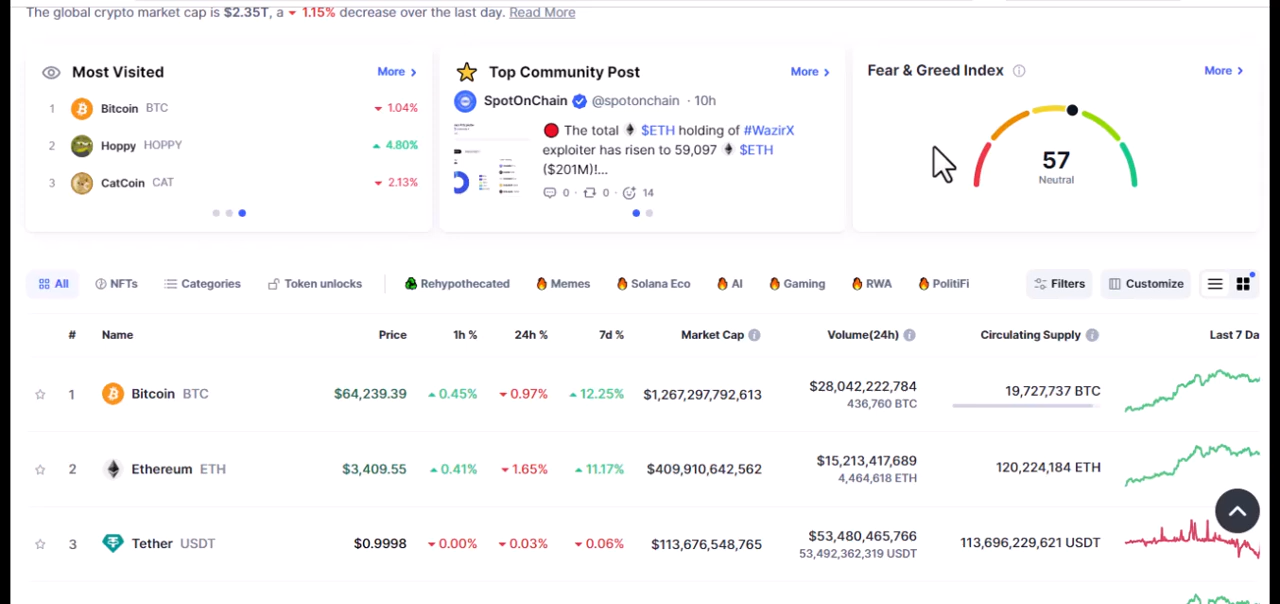 The global crypto market cap is $2.35T, a 1.15% decrease over the last day. Read More
Most Visited More
1 Bitcoin BTC 1.04%
2 Hoppy HOPPY 4.80%
3 CatCoin CAT 2.13%
Top Community Post More
SpotOnChain @spotonchain · 10h
The total $ETH holding of #WazirX
exploiter has risen to 59,097 $ETH
($201M)!...
0 · 0 · 14
Fear & Greed Index More
57
Neutral
All NFTs Categories Token unlocks Rehypothecated Memes Solana Eco AI Gaming RWA PolitiFi Filters Customize
# Name Price 1h % 24h % 7d % Market Cap Volume(24h) Circulating Supply Last 7 Da
1 Bitcoin BTC $64,239.39 0.45% 0.97% 12.25% $1,267,297,792,613 $28,042,222,784 19,727,737 BTC
436,760 BTC
2 Ethereum ETH $3,409.55 0.41% 1.65% 11.17% $409,910,642,562 $15,213,417,689 120,224,184 ETH
4,464,618 ETH
3 Tether USDT $0.9998 0.00% 0.03% 0.06% $113,676,548,765 $53,480,465,766 113,696,229,621 USDT
53,492,362,319 USDT